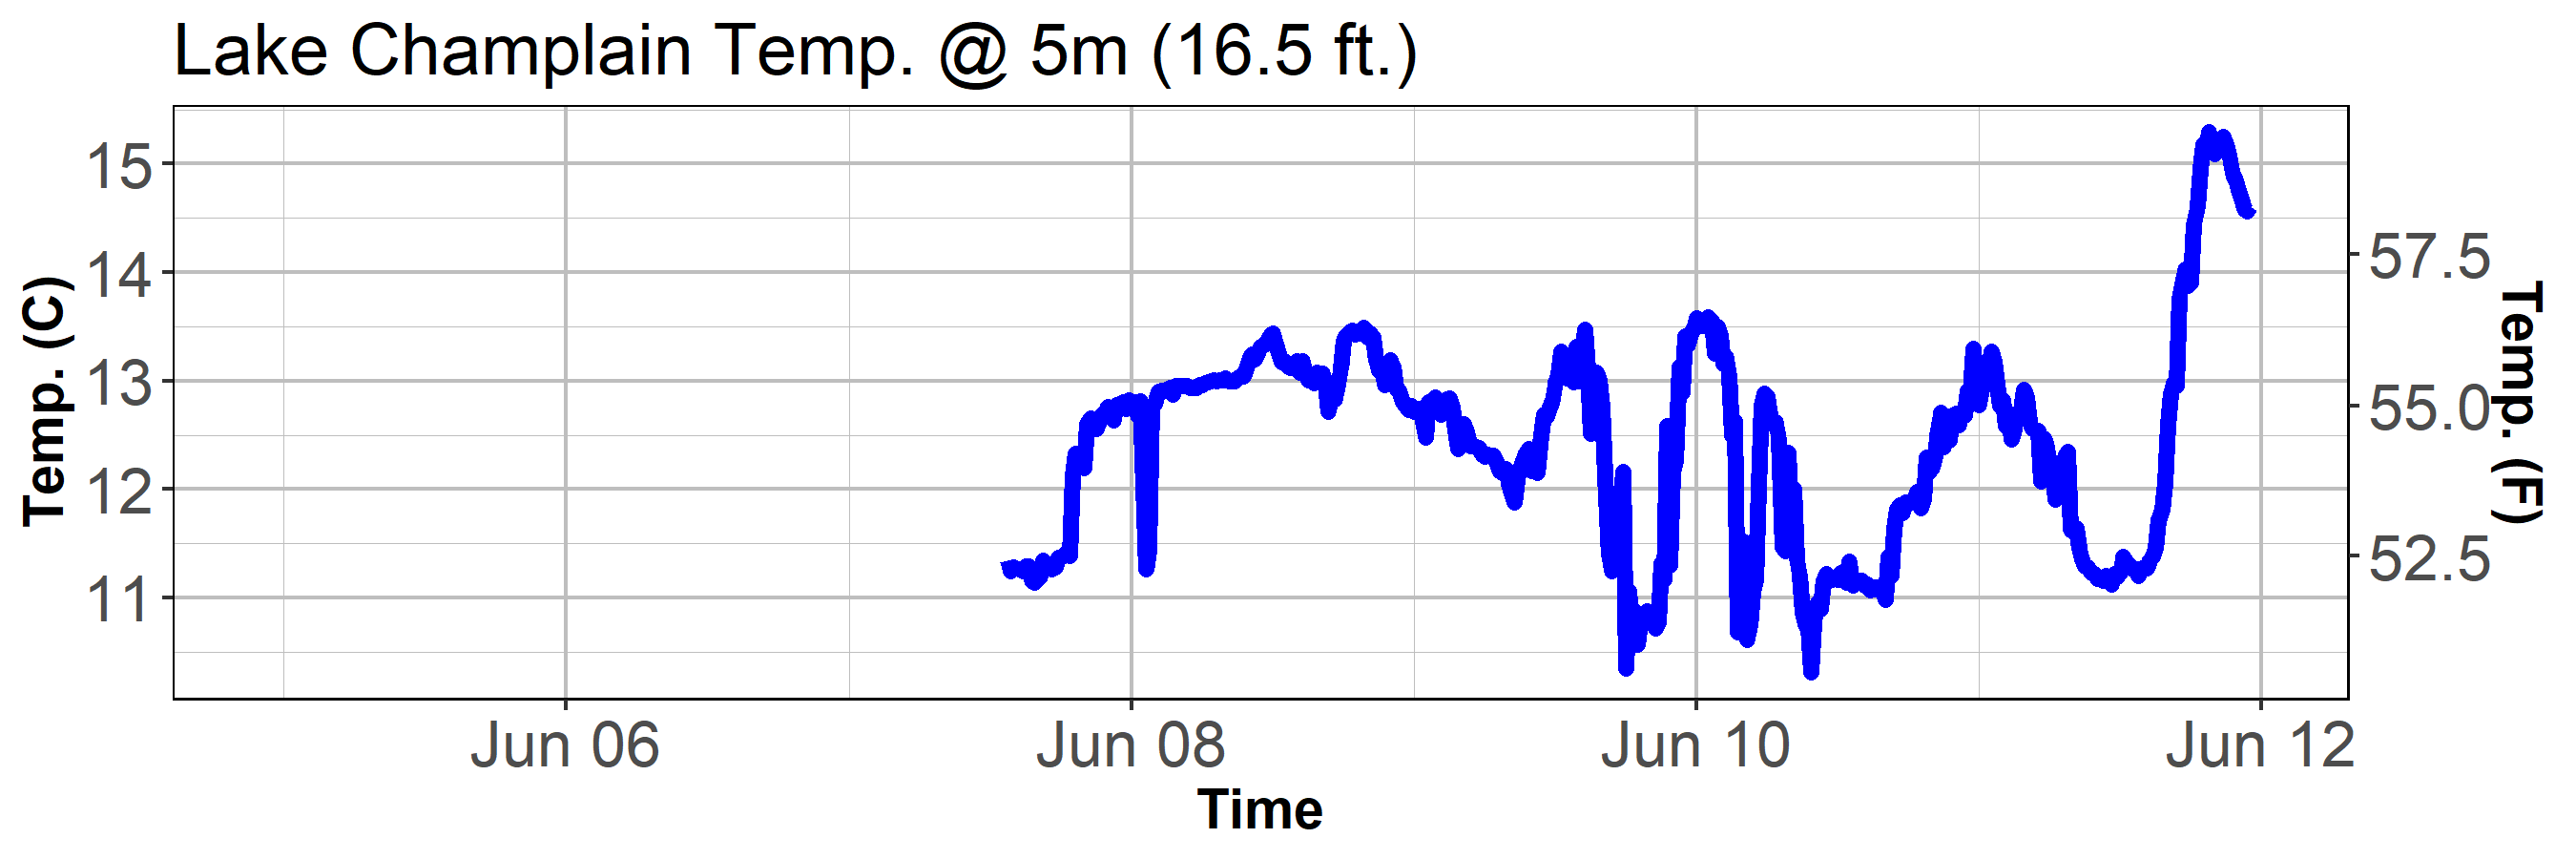 Lake Champlain Temp. @ 5m (16.5 ft.)
Temp. (C)
15
14
13
12
11
57.5
55.0
52.5
Temp. (F)
Jun 06 Jun 08 Jun 10 Jun 12
Time